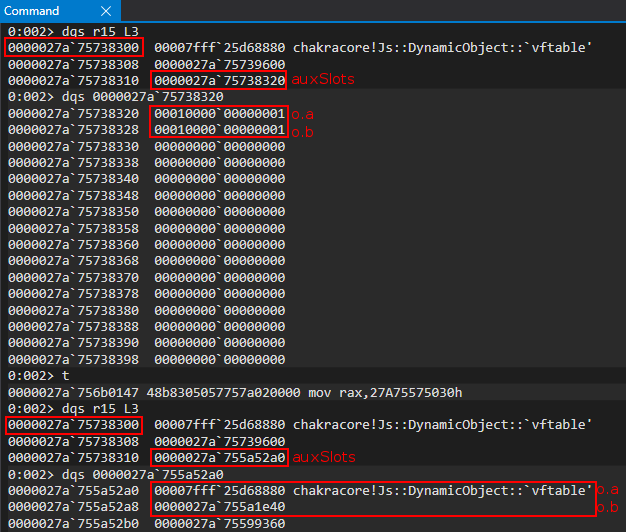 Command
0:002> dqs r15 L3
0000027a`75738300  00007fff`25d68880 chakracore!Js::DynamicObject::`vftable'
0000027a`75738308  0000027a`75739600
0000027a`75738310  0000027a`75738320 auxSlots
0:002> dqs 0000027a`75738320
0000027a`75738320  00010000`00000001 o.a
0000027a`75738328  00010000`00000001 o.b
0000027a`75738330  00000000`00000000
0000027a`75738338  00000000`00000000
0000027a`75738340  00000000`00000000
0000027a`75738348  00000000`00000000
0000027a`75738350  00000000`00000000
0000027a`75738358  00000000`00000000
0000027a`75738360  00000000`00000000
0000027a`75738368  00000000`00000000
0000027a`75738370  00000000`00000000
0000027a`75738378  00000000`00000000
0000027a`75738380  00000000`00000000
0000027a`75738388  00000000`00000000
0000027a`75738390  00000000`00000000
0000027a`75738398  00000000`00000000
0:002> t
0000027a`756b0147 48b8305057757a020000 mov rax,27A75575030h
0:002> dqs r15 L3
0000027a`75738300  00007fff`25d68880 chakracore!Js::DynamicObject::`vftable'
0000027a`75738308  0000027a`75739600
0000027a`75738310  0000027a`755a52a0 auxSlots
0:002> dqs 0000027a`755a52a0
0000027a`755a52a0  00007fff`25d68880 chakracore!Js::DynamicObject::`vftable' o.a
0000027a`755a52a8  0000027a`755a1e40 o.b
0000027a`755a52b0  0000027a`75599360